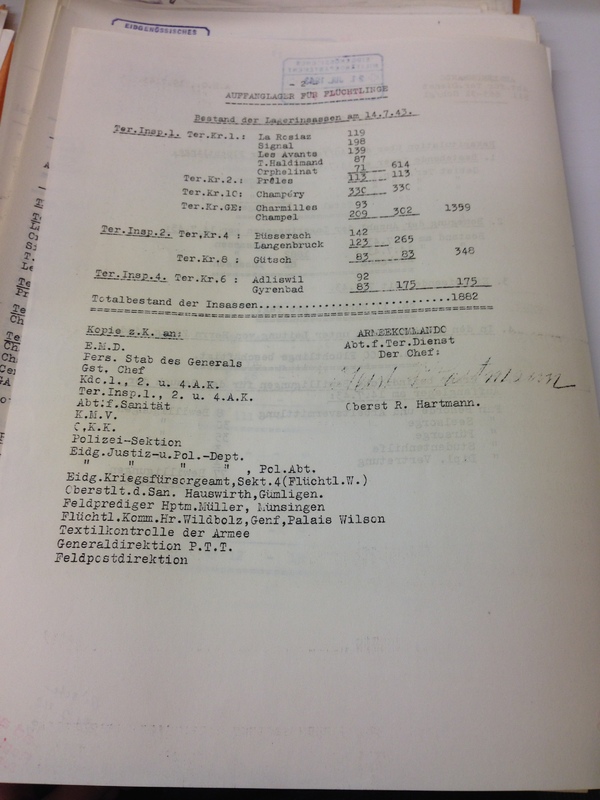 EIDGENÖSSISCHES
- 2 -
AUFFANGLAGER FÜR FLÜCHTLINGE
Bestand der Lagerinsassen am 14.7.43.
Ter.Insp.1. Ter.Kr.1.: La Rosiaz 119
Signal 198
Les Avants 139
T.Haldimand 87
Orphelinat 71 614
Ter.Kr.2.: Prêles 113 113
Ter.Kr.10: Champéry 330 330
Ter.Kr.GE: Charmilles 93
Champel 209 302 1359
Ter.Insp.2. Ter.Kr.4 : Büsserach 142
Langenbruck 123 265
Ter.Kr.8 : Gütsch 83 83 348
Ter.Insp.4. Ter.Kr.6 : Adliswil 92
Gyrenbad 83 175 175
Totalbestand der Insassen............................1882
Kopie z.K. an: ARMEEKOMMANDO
E.M.D. Abt.f.Ter.Dienst
Pers. Stab des Generals Der Chef:
Gst. Chef
Kdc.1., 2. u. 4.A.K.
Ter.Insp.1., 2. u. 4.A.K.
Abt.f.Sanität Oberst R. Hartmann.
K.M.V.
O.K.K.
Polizei-Sektion
Eidg.Justiz-u.Pol.-Dept.
" " " " , Pol.Abt.
Eidg.Kriegsfürsorgeamt,Sekt.4(Flüchtl.W.)
Oberstlt.d.San. Hauswirth,Gümligen.
Feldprediger Hptm.Müller, Münsingen
Flüchtl.Komm.Hr.Wildbolz,Genf,Palais Wilson
Textilkontrolle der Armee
Generaldirektion P.T.T.
Feldpostdirektion